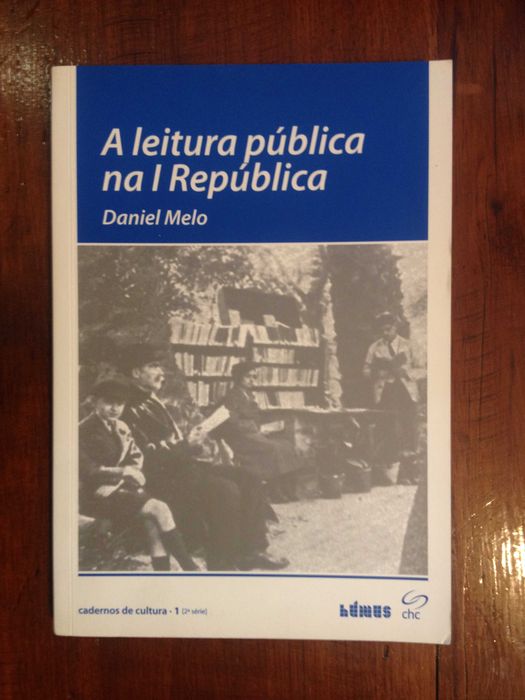 A leitura pública
na I República
Daniel Melo
cadernos de cultura · 1 (2ª série)
húmus
chc